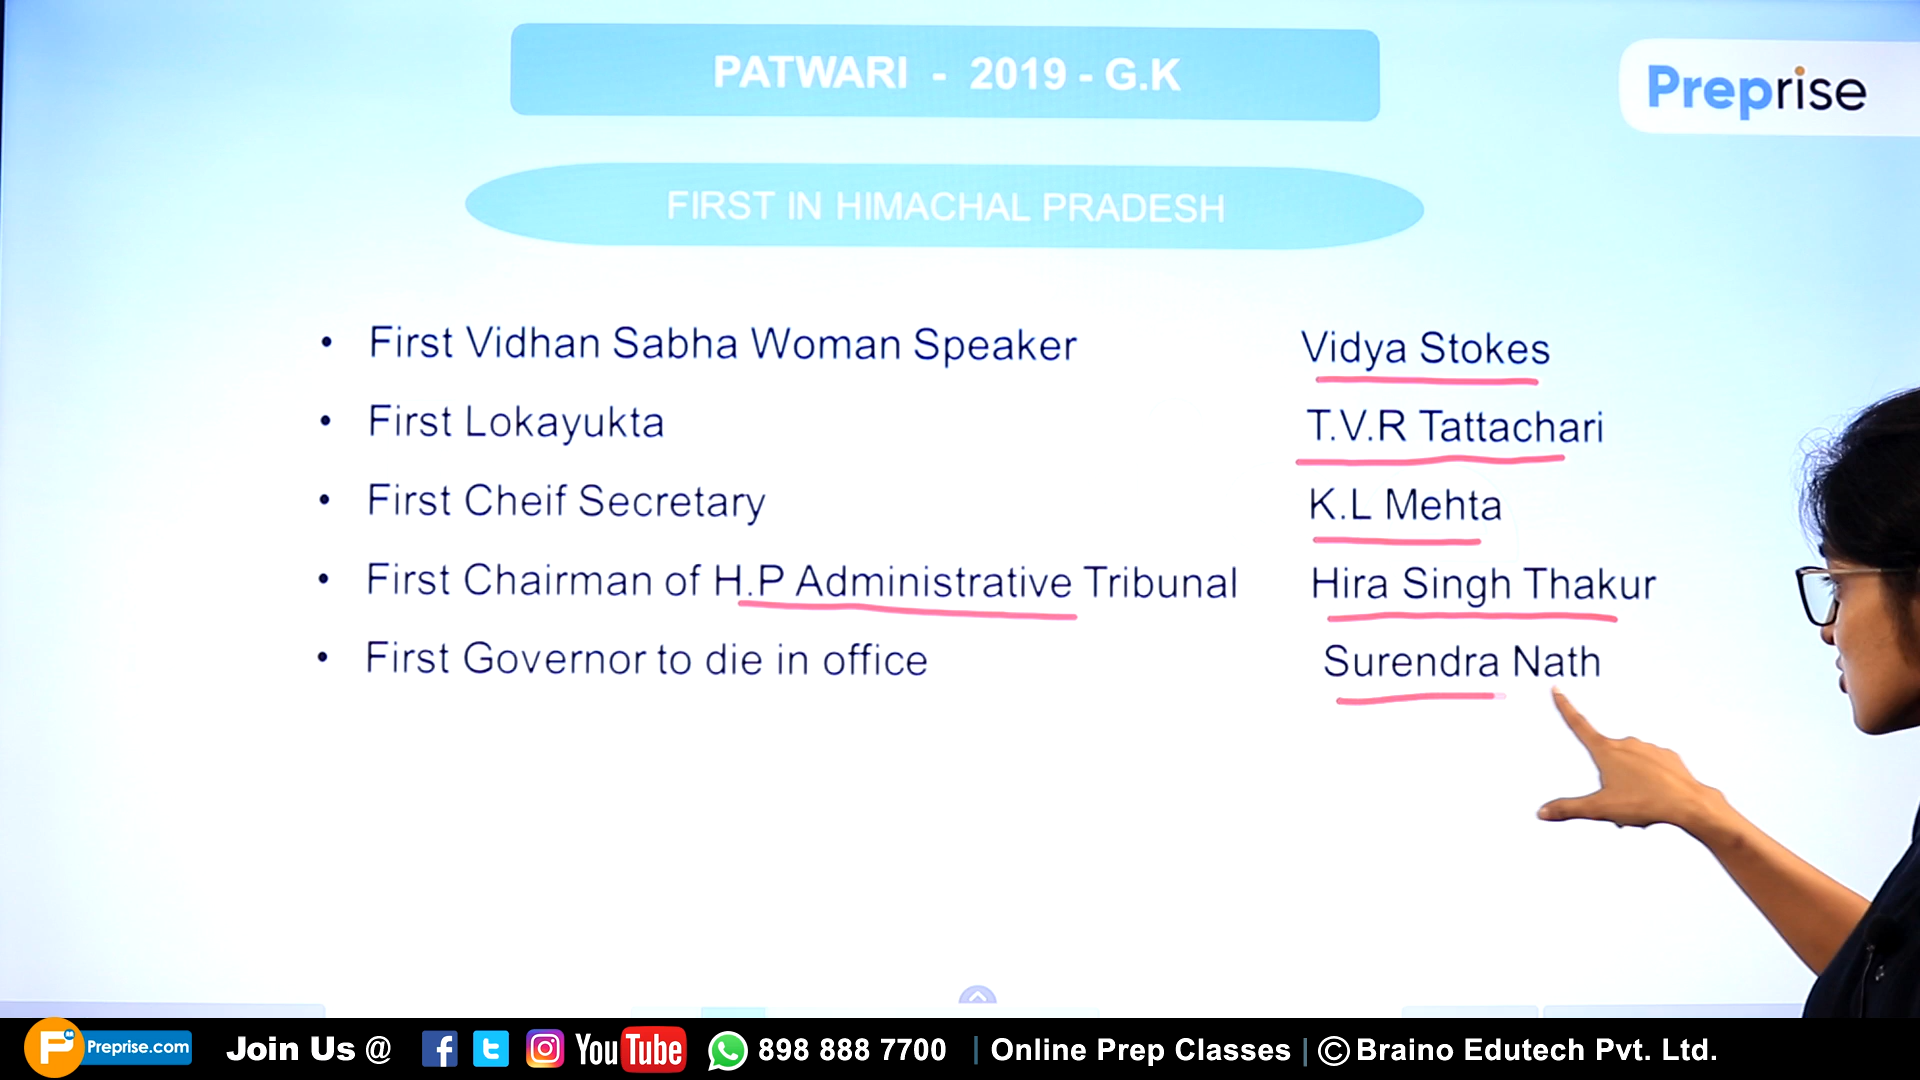 PATWARI - 2019 - G.K
Preprise
FIRST IN HIMACHAL PRADESH
• First Vidhan Sabha Woman Speaker Vidya Stokes
• First Lokayukta T.V.R Tattachari
• First Cheif Secretary K.L Mehta
• First Chairman of H.P Administrative Tribunal Hira Singh Thakur
• First Governor to die in office Surendra Nath
P Preprise.com Join Us @ f YouTube 898 888 7700 | Online Prep Classes | © Braino Edutech Pvt. Ltd.